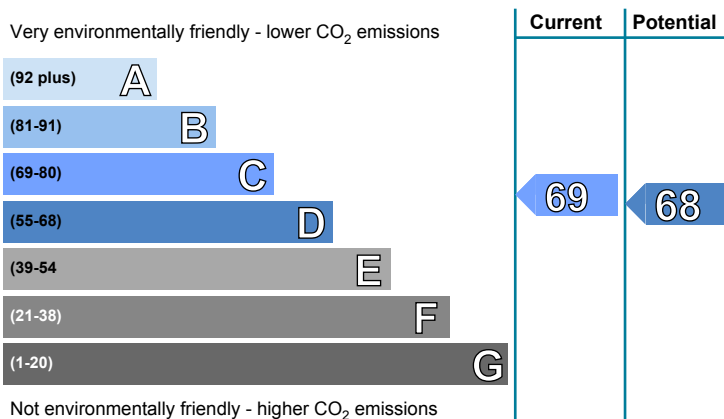 Current Potential
Very environmentally friendly - lower CO2 emissions
(92 plus) A
(81-91) B
(69-80) C
69
68
(55-68) D
(39-54 E
(21-38) F
(1-20) G
Not environmentally friendly - higher CO2 emissions